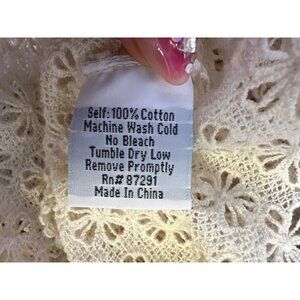 Self: 100% Cotton
Machine Wash Cold
No Bleach
Tumble Dry Low
Remove Promptly
Rn# 87291
Made In China